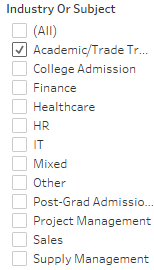 Industry Or Subject
(All)
Academic/Trade Tr...
College Admission
Finance
Healthcare
HR
IT
Mixed
Other
Post-Grad Admissio...
Project Management
Sales
Supply Management